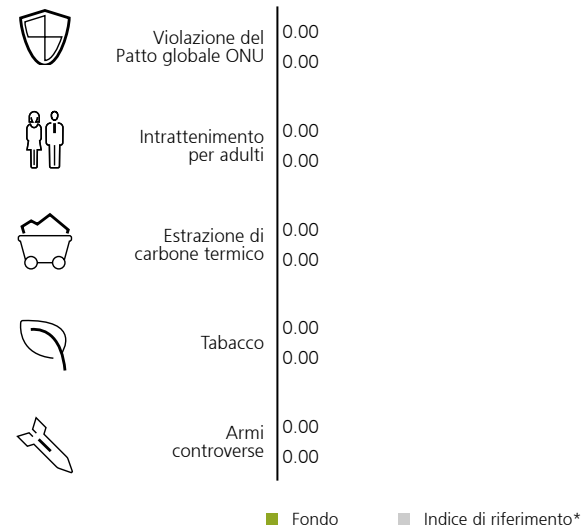 Violazione del
Patto globale ONU
0.00
0.00
Intrattenimento
per adulti
0.00
0.00
Estrazione di
carbone termico
0.00
0.00
Tabacco
0.00
0.00
Armi
controverse
0.00
0.00
Fondo Indice di riferimento*